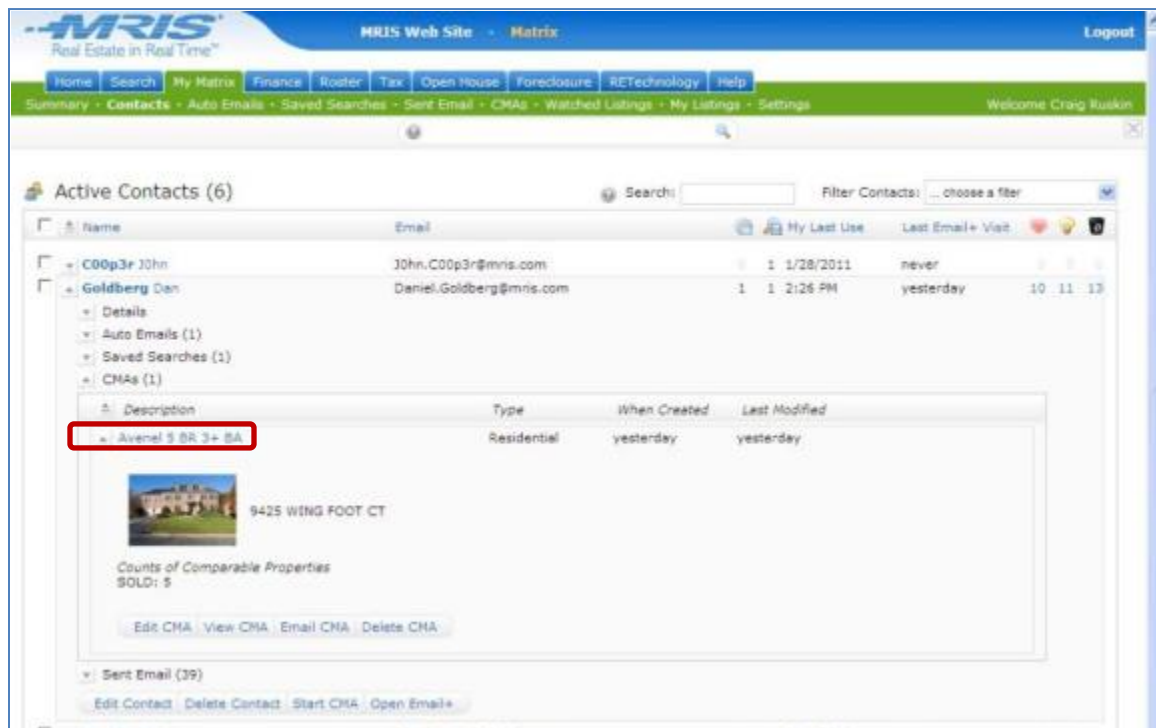 MRIS
Real Estate in Real Time™
MRIS Web Site - Matrix
Logout
Home Search My Matrix Finance Roster Tax Open House Foreclosure RETechnology Help
Summary · Contacts · Auto Emails · Saved Searches · Sent Email · CMAs · Watched Listings · My Listings · Settings Welcome Craig Ruskin
Active Contacts (6) Search: Filter Contacts: ... choose a filter
Name Email My Last Use Last Email+ Visit
C00p3r J0hn J0hn.C00p3r@mris.com 1 1/28/2011 never
Goldberg Dan Daniel.Goldberg@mris.com 1 1 2:26 PM yesterday 10 11 13
Details
Auto Emails (1)
Saved Searches (1)
CMAs (1)
Description Type When Created Last Modified
Avenel 5 BR 3+ BA Residential yesterday yesterday
9425 WING FOOT CT
Counts of Comparable Properties
SOLD: 5
Edit CMA View CMA Email CMA Delete CMA
Sent Email (39)
Edit Contact Delete Contact Start CMA Open Email+